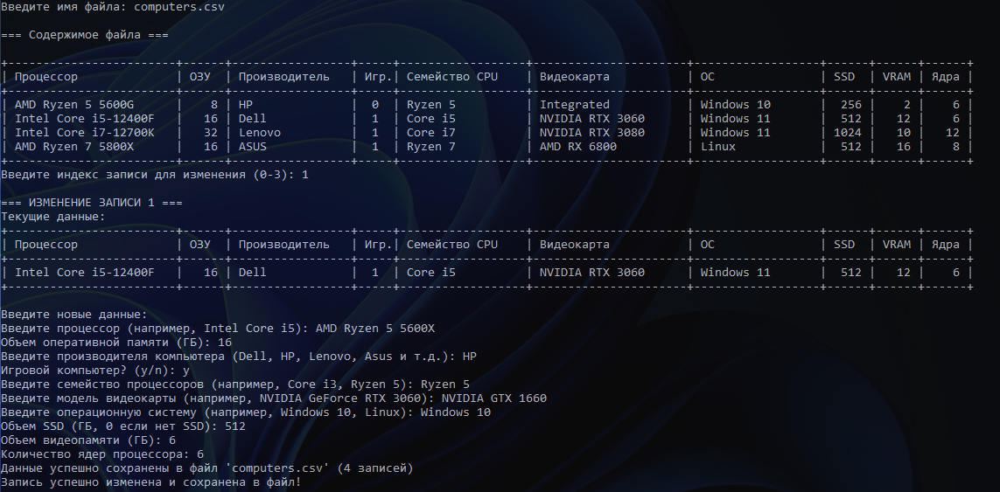 Введите имя файла: computers.csv
=== Содержимое файла ===
+------------------------+------+-----------------+-----+------------------+----------------------+------------------+------+------+------+
| Процессор | ОЗУ | Производитель | Игр.| Семейство CPU | Видеокарта | ОС | SSD | VRAM | Ядра |
+------------------------+------+-----------------+-----+------------------+----------------------+------------------+------+------+------+
| AMD Ryzen 5 5600G | 8 | HP | 0 | Ryzen 5 | Integrated | Windows 10 | 256 | 2 | 6 |
| Intel Core i5-12400F | 16 | Dell | 1 | Core i5 | NVIDIA RTX 3060 | Windows 11 | 512 | 12 | 6 |
| Intel Core i7-12700K | 32 | Lenovo | 1 | Core i7 | NVIDIA RTX 3080 | Windows 11 | 1024 | 10 | 12 |
| AMD Ryzen 7 5800X | 16 | ASUS | 1 | Ryzen 7 | AMD RX 6800 | Linux | 512 | 16 | 8 |
+------------------------+------+-----------------+-----+------------------+----------------------+------------------+------+------+------+
Введите индекс записи для изменения (0-3): 1
=== ИЗМЕНЕНИЕ ЗАПИСИ 1 ===
Текущие данные:
+------------------------+------+-----------------+-----+------------------+----------------------+------------------+------+------+------+
| Процессор | ОЗУ | Производитель | Игр.| Семейство CPU | Видеокарта | ОС | SSD | VRAM | Ядра |
+------------------------+------+-----------------+-----+------------------+----------------------+------------------+------+------+------+
| Intel Core i5-12400F | 16 | Dell | 1 | Core i5 | NVIDIA RTX 3060 | Windows 11 | 512 | 12 | 6 |
+------------------------+------+-----------------+-----+------------------+----------------------+------------------+------+------+------+
Введите новые данные:
Введите процессор (например, Intel Core i5): AMD Ryzen 5 5600X
Объем оперативной памяти (ГБ): 16
Введите производителя компьютера (Dell, HP, Lenovo, Asus и т.д.): HP
Игровой компьютер? (y/n): y
Введите семейство процессоров (например, Core i3, Ryzen 5): Ryzen 5
Введите модель видеокарты (например, NVIDIA GeForce RTX 3060): NVIDIA GTX 1660
Введите операционную систему (например, Windows 10, Linux): Windows 10
Объем SSD (ГБ, 0 если нет SSD): 512
Объем видеопамяти (ГБ): 6
Количество ядер процессора: 6
Данные успешно сохранены в файл 'computers.csv' (4 записей)
Запись успешно изменена и сохранена в файл!